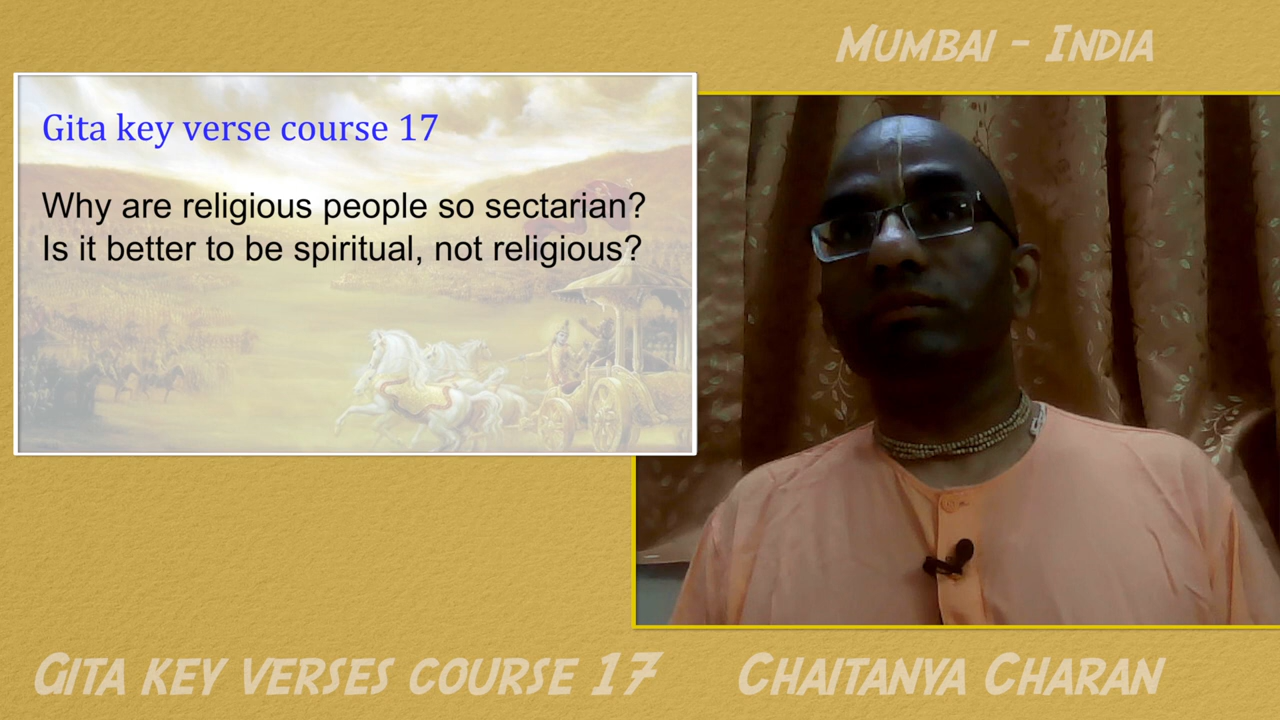 MUMBAI - INDIA
Gita key verse course 17
Why are religious people so sectarian?
Is it better to be spiritual, not religious?
GITA KEY VERSES COURSE 17
CHAITANYA CHARAN